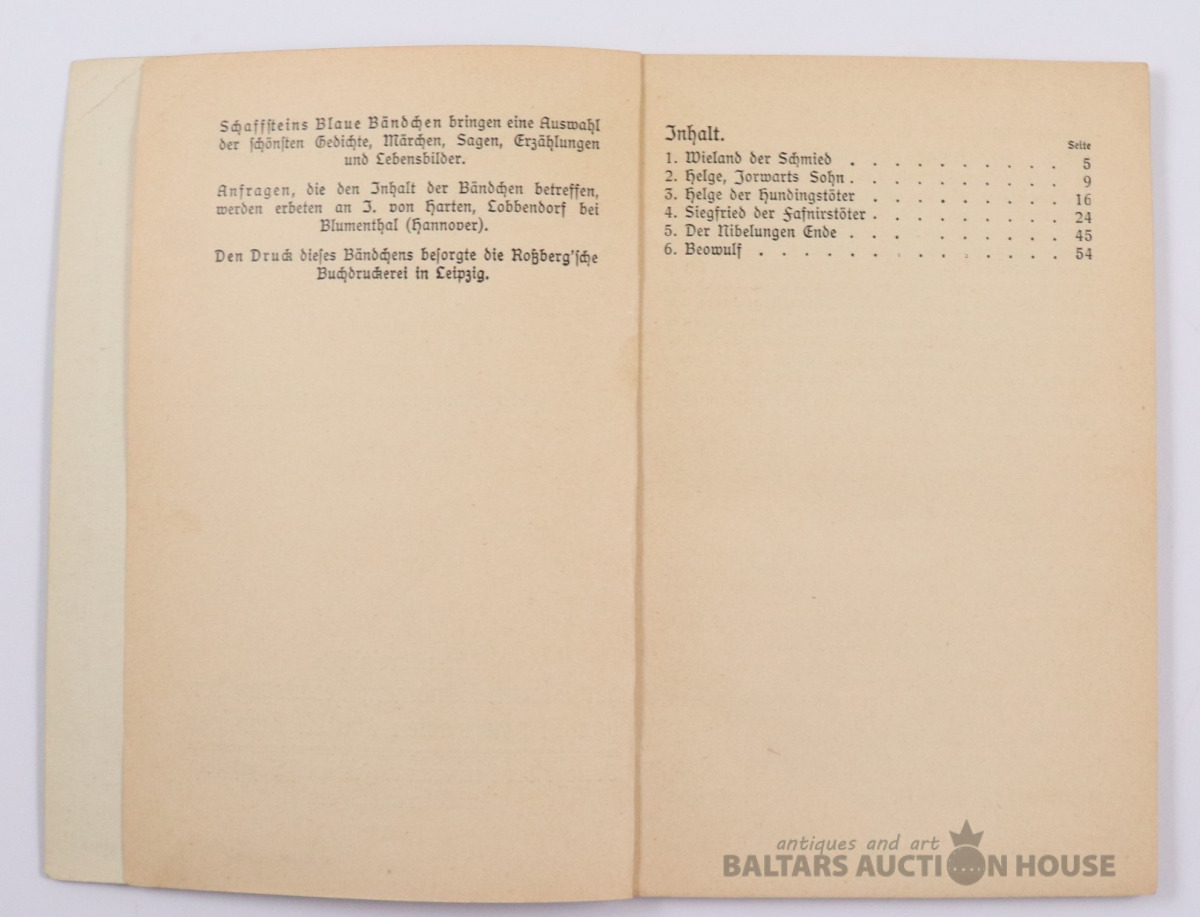 Schaffsteins Blaue Bändchen bringen eine Auswahl
der schönsten Gedichte, Märchen, Sagen, Erzählungen
und Lebensbilder.
Anfragen, die den Inhalt der Bändchen betreffen,
werden erbeten an J. von Harten, Lobbendorf bei
Blumenthal (Hannover).
Den Druck dieses Bändchens besorgte die Roßberg'sche
Buchdruckerei in Leipzig.
Inhalt.
Seite
1. Wieland der Schmied . . . . . . . . . . 5
2. Helge, Jorwarts Sohn . . . . . . . . . . 9
3. Helge der Hundingstöter . . . . . . . . 16
4. Siegfried der Fafnirstöter . . . . . . . . 24
5. Der Nibelungen Ende . . . . . . . . . . 45
6. Beowulf . . . . . . . . . . . . . . 54
antiques and art
BALTARS AUCTION HOUSE